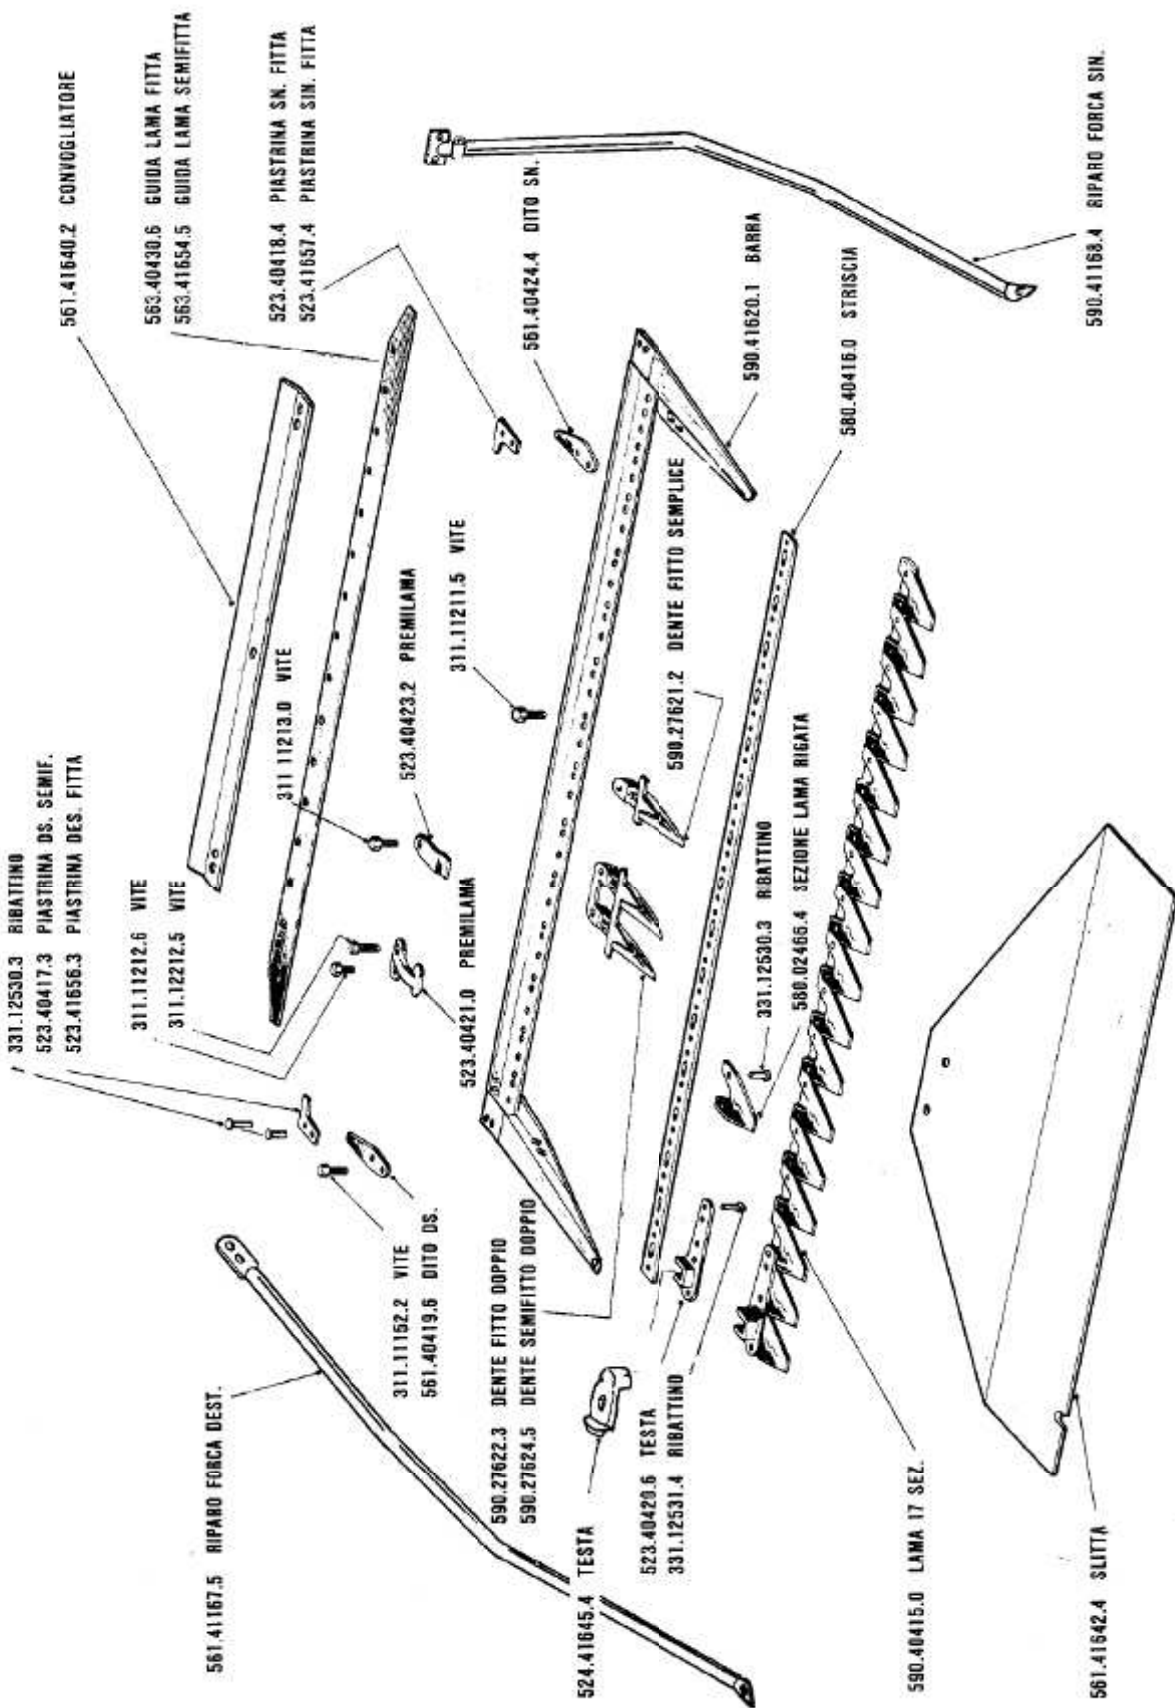 331.12530.3 RIBATTINO
523.40417.3 PIASTRINA DS. SEMIF.
523.41656.3 PIASTRINA DES. FITTA
561.41640.2 CONVOGLIATORE
563.40430.6 GUIDA LAMA FITTA
563.41654.5 GUIDA LAMA SEMIFITTA
523.40418.4 PIASTRINA SN. FITTA
523.41657.4 PIASTRINA SIN. FITTA
311.11212.6 VITE
311.12212.5 VITE
311 11213.0 VITE
523.40423.2 PREMILAMA
311.11211.5 VITE
561.40424.4 DITO SN.
561.41167.5 RIPARO FORCA DEST.
311.11152.2 VITE
561.40419.6 DITO DS.
523.40421.0 PREMILAMA
590.41620.1 BARRA
590.27622.3 DENTE FITTO DOPPIO
590.27624.5 DENTE SEMIFITTO DOPPIO
590.27621.2 DENTE FITTO SEMPLICE
580.40416.0 STRISCIA
524.41645.4 TESTA
523.40420.6 TESTA
331.12531.4 RIBATTINO
331.12530.3 RIBATTINO
580.02466.4 SEZIONE LAMA RIGATA
590.40415.0 LAMA 17 SEZ.
561.41642.4 SLITTA
590.41168.4 RIPARO FORCA SIN.